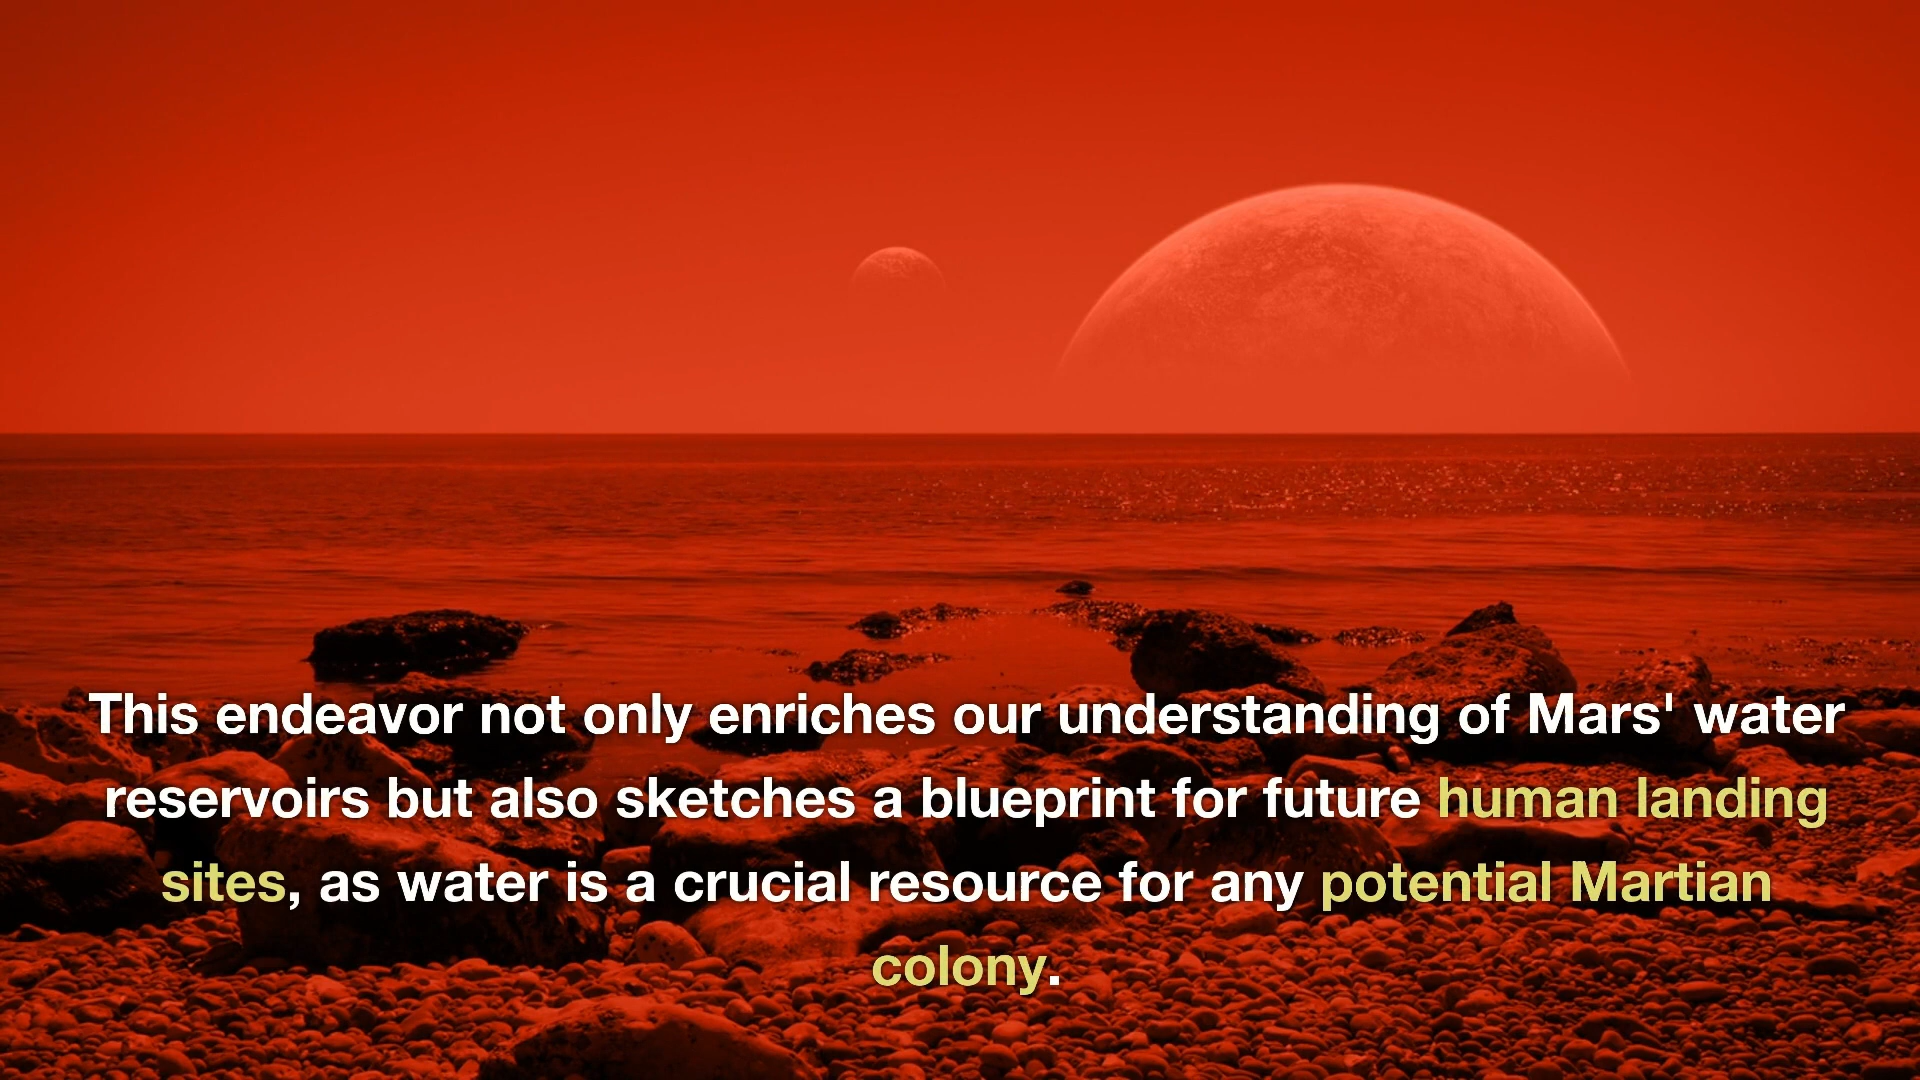 This endeavor not only enriches our understanding of Mars' water
reservoirs but also sketches a blueprint for future human landing
sites, as water is a crucial resource for any potential Martian
colony.